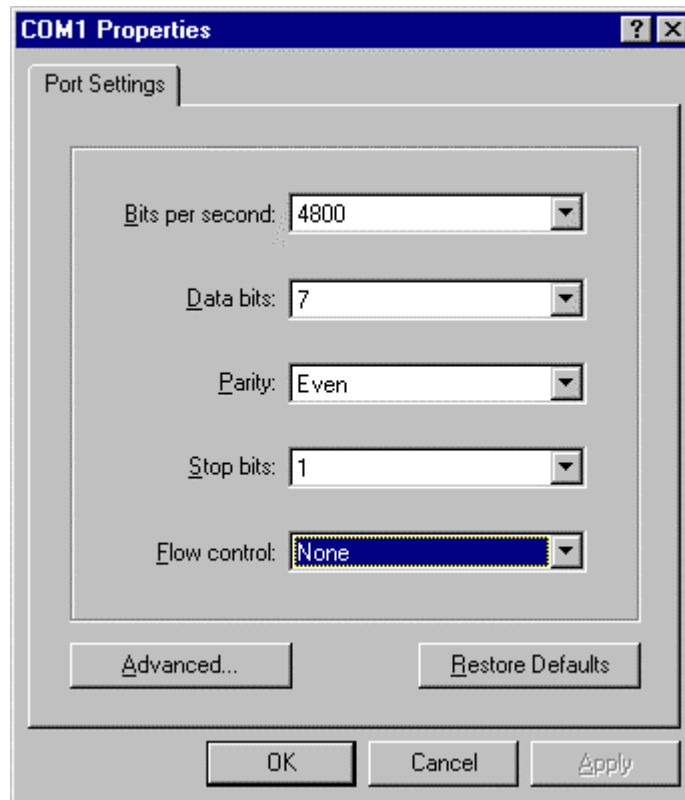 COM1 Properties
Port Settings
Bits per second: 4800
Data bits: 7
Parity: Even
Stop bits: 1
Flow control: None
Advanced... Restore Defaults
OK Cancel Apply